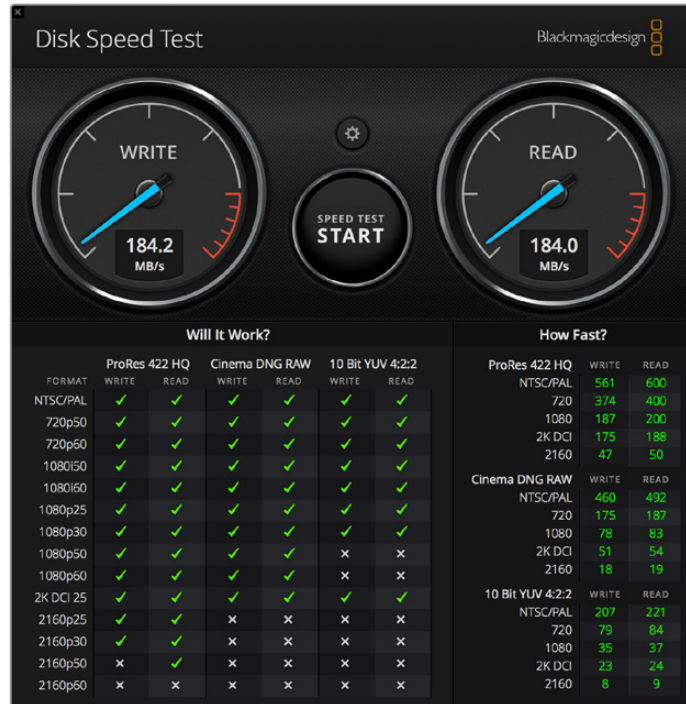 Disk Speed Test
Blackmagicdesign
WRITE
184.2
MB/s
SPEED TEST
START
READ
184.0
MB/s
Will It Work?
ProRes 422 HQ Cinema DNG RAW 10 Bit YUV 4:2:2
FORMAT WRITE READ WRITE READ WRITE READ
NTSC/PAL ✓ ✓ ✓ ✓ ✓ ✓
720p50 ✓ ✓ ✓ ✓ ✓ ✓
720p60 ✓ ✓ ✓ ✓ ✓ ✓
1080i50 ✓ ✓ ✓ ✓ ✓ ✓
1080i60 ✓ ✓ ✓ ✓ ✓ ✓
1080p25 ✓ ✓ ✓ ✓ ✓ ✓
1080p30 ✓ ✓ ✓ ✓ ✓ ✓
1080p50 ✓ ✓ ✓ ✓ × ×
1080p60 ✓ ✓ ✓ ✓ × ×
2K DCI 25 ✓ ✓ ✓ ✓ ✓ ✓
2160p25 ✓ ✓ × × × ×
2160p30 ✓ ✓ × × × ×
2160p50 × ✓ × × × ×
2160p60 × × × × × ×
How Fast?
ProRes 422 HQ WRITE READ
NTSC/PAL 561 600
720 374 400
1080 187 200
2K DCI 175 188
2160 47 50
Cinema DNG RAW WRITE READ
NTSC/PAL 460 492
720 175 187
1080 78 83
2K DCI 51 54
2160 18 19
10 Bit YUV 4:2:2 WRITE READ
NTSC/PAL 207 221
720 79 84
1080 35 37
2K DCI 23 24
2160 8 9